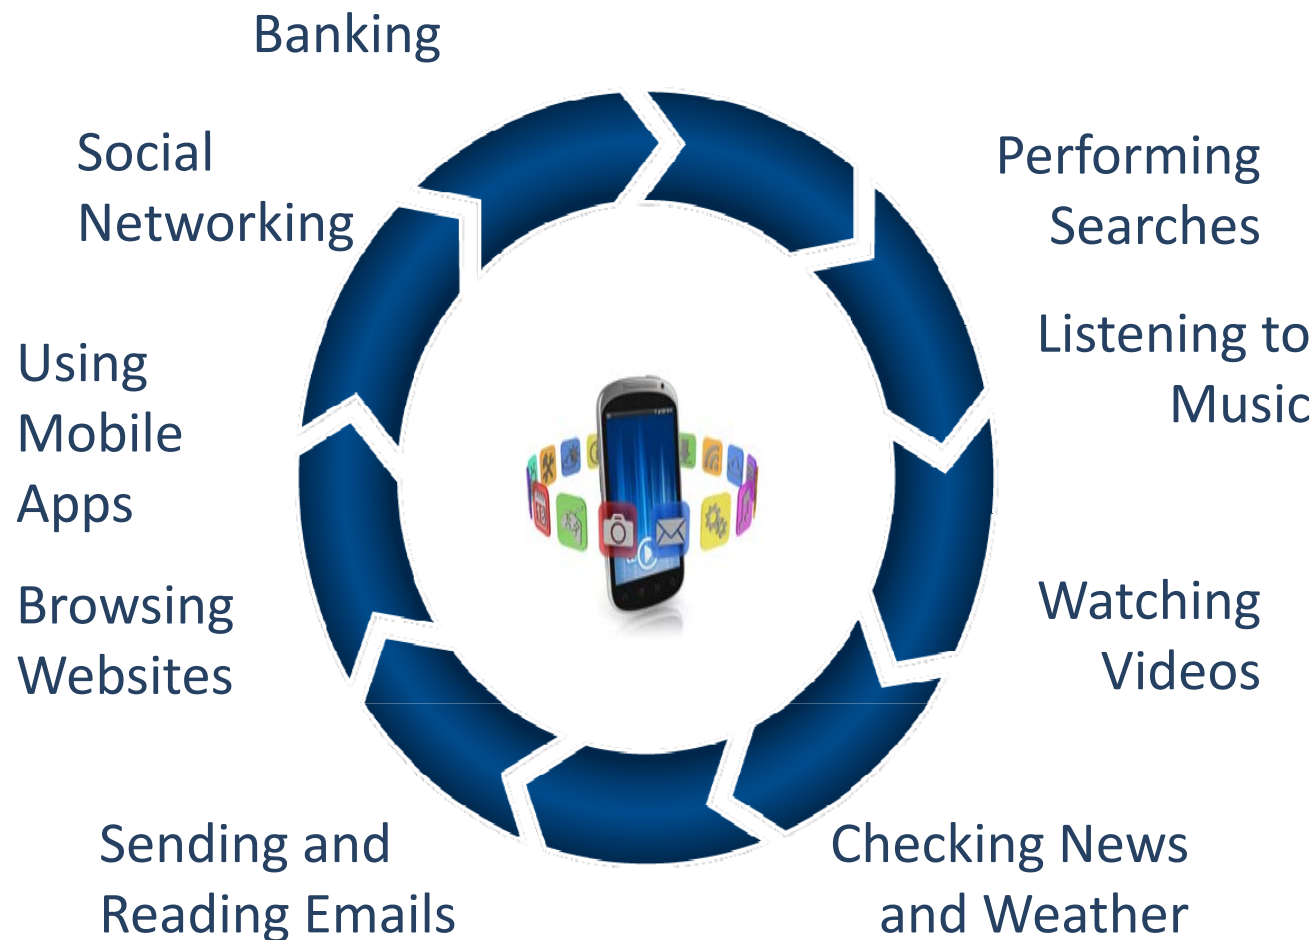 Banking
Social
Networking
Performing
Searches
Using
Mobile
Apps
Listening to
Music
Browsing
Websites
Watching
Videos
Sending and
Reading Emails
Checking News
and Weather